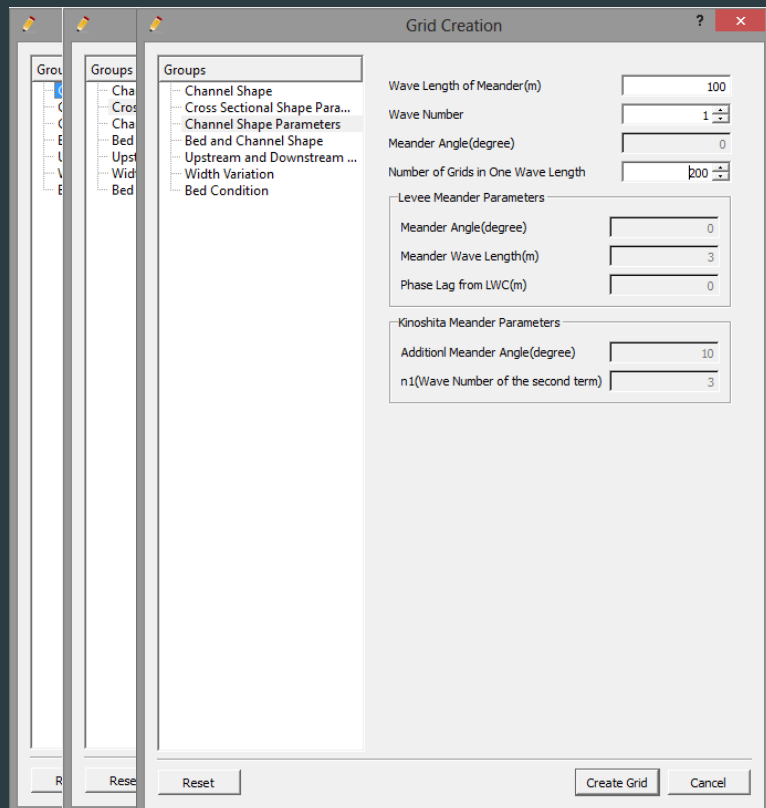 Grid Creation
?
×
Grou
Groups
Groups
Channel Shape
Cross Sectional Shape Para...
Channel Shape Parameters
Bed and Channel Shape
Upstream and Downstream ...
Width Variation
Bed Condition
Cha
Cros
Cha
Bed
Upst
Widt
Bed
Wave Length of Meander(m) 100
Wave Number 1
Meander Angle(degree) 0
Number of Grids in One Wave Length 200
Levee Meander Parameters
Meander Angle(degree) 0
Meander Wave Length(m) 3
Phase Lag from LWC(m) 0
Kinoshita Meander Parameters
Additionl Meander Angle(degree) 10
n1(Wave Number of the second term) 3
R
Rese
Reset
Create Grid
Cancel